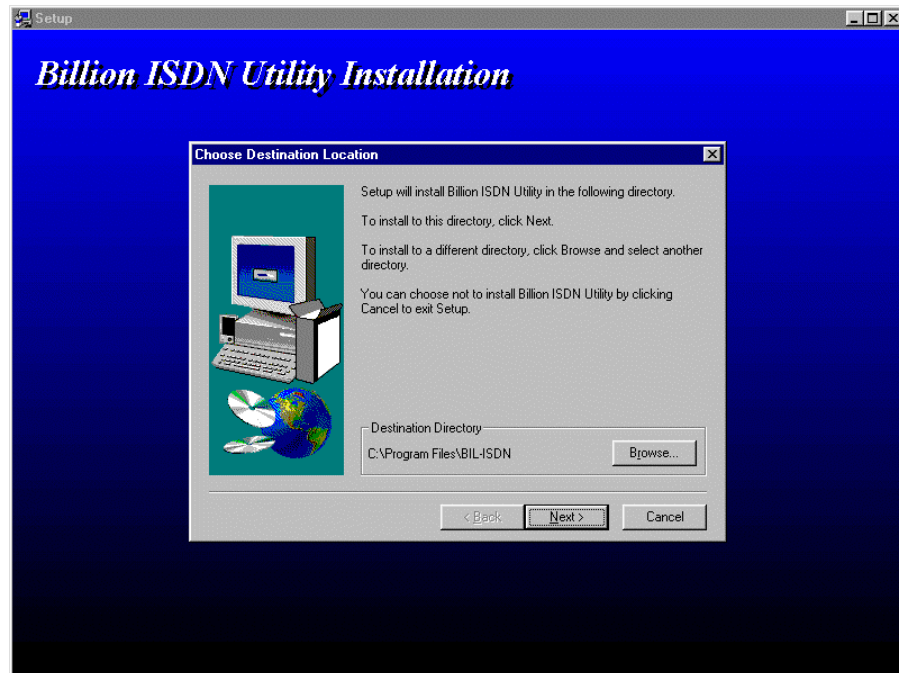 Setup
Billion ISDN Utility Installation
Choose Destination Location
Setup will install Billion ISDN Utility in the following directory.
To install to this directory, click Next.
To install to a different directory, click Browse and select another
directory.
You can choose not to install Billion ISDN Utility by clicking
Cancel to exit Setup.
Destination Directory
C:\Program Files\BIL-ISDN
Browse...
< Back
Next >
Cancel